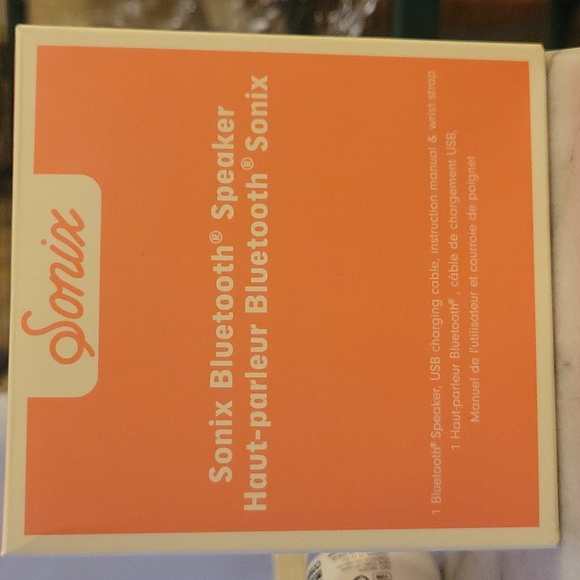 Sonix
Sonix Bluetooth® Speaker
Haut-parleur Bluetooth® Sonix
1 Bluetooth® Speaker, USB charging cable, instruction manual & wrist strap
1 Haut-parleur Bluetooth® , câble de chargement USB,
Manuel de l'utilisateur et courroie de poignet